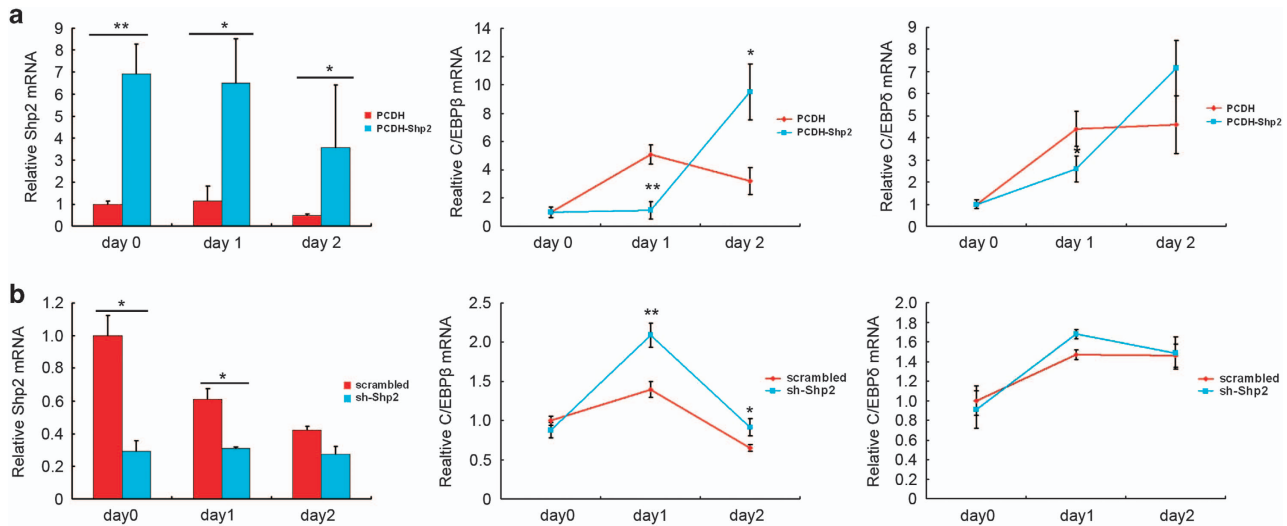 a
Relative Shp2 mRNA
9
8
7
6
5
4
3
2
1
0
**
*
*
day 0 day 1 day 2
PCDH
PCDH-Shp2
Realtive C/EBPβ mRNA
14
12
10
8
6
4
2
0
**
*
day 0 day 1 day 2
PCDH
PCDH-Shp2
Relative C/EBPδ mRNA
9
8
7
6
5
4
3
2
1
0
*
day 0 day 1 day 2
PCDH
PCDH-Shp2
b
Relative Shp2 mRNA
1.2
1.0
0.8
0.6
0.4
0.2
0
*
*
day0 day1 day2
scrambled
sh-Shp2
Relative C/EBPβ mRNA
2.5
2.0
1.5
1.0
0.5
0
**
*
day0 day1 day2
scrambled
sh-Shp2
Relative C/EBPδ mRNA
2.0
1.8
1.6
1.4
1.2
1.0
0.8
0.6
0.4
0.2
0
day0 day1 day2
scrambled
sh-Shp2